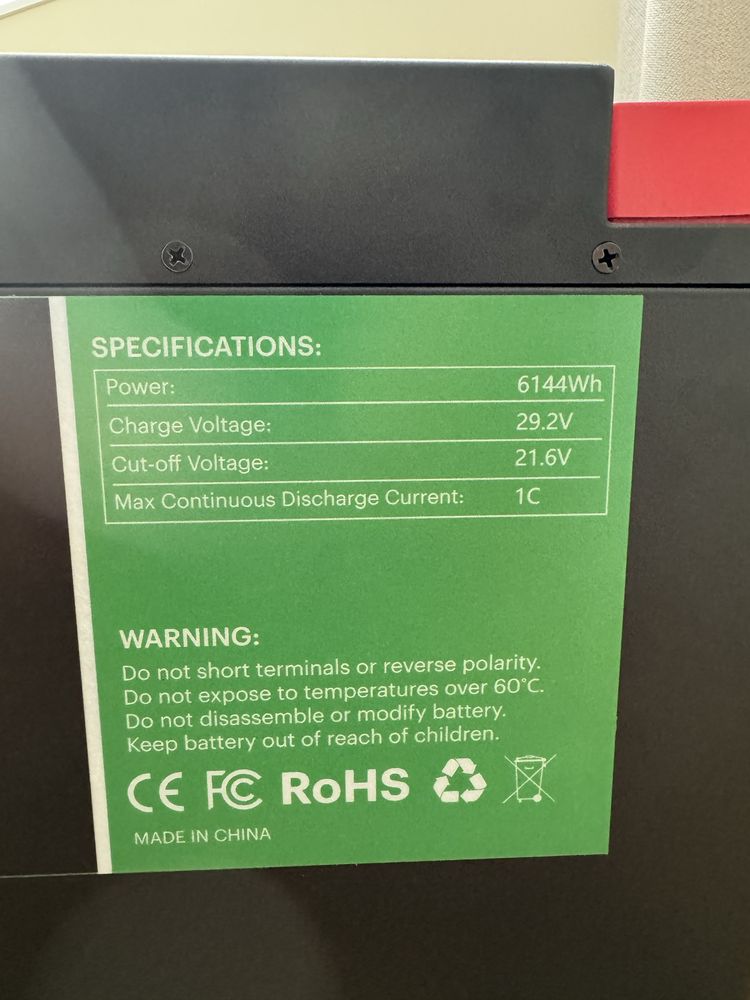 SPECIFICATIONS:
Power: 6144Wh
Charge Voltage: 29.2V
Cut-off Voltage: 21.6V
Max Continuous Discharge Current: 1C
WARNING:
Do not short terminals or reverse polarity.
Do not expose to temperatures over 60°C.
Do not disassemble or modify battery.
Keep battery out of reach of children.
CE FC RoHS
MADE IN CHINA